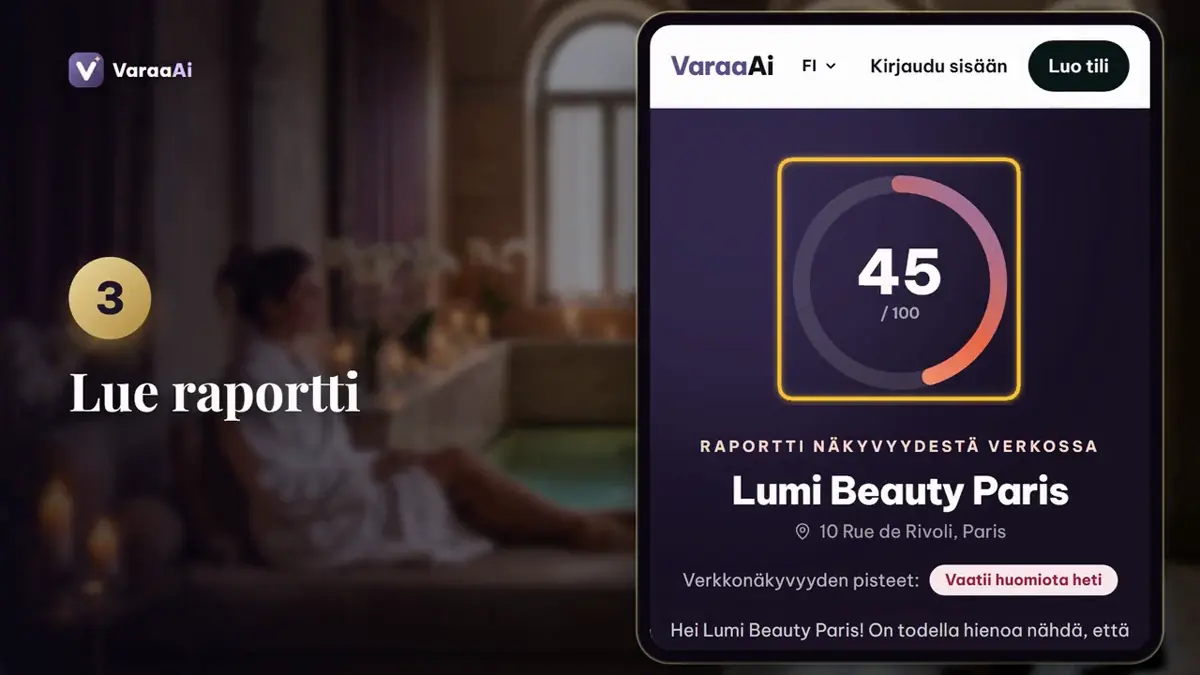 VaraaAi
3
Lue raportti
VaraaAi FI Kirjaudu sisään Luo tili
45
/ 100
RAPORTTI NÄKYVYYDESTÄ VERKOSSA
Lumi Beauty Paris
10 Rue de Rivoli, Paris
Verkkonäkyvyyden pisteet: Vaatii huomiota heti
Hei Lumi Beauty Paris! On todella hienoa nähdä, että